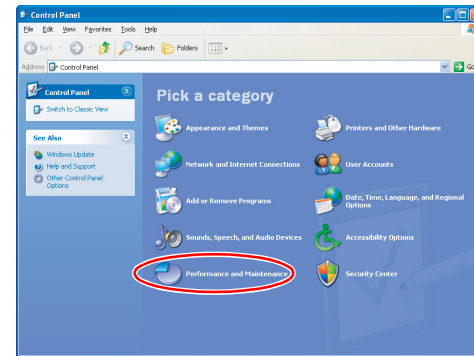 Control Panel
File Edit View Favorites Tools Help
Back Search Folders
Address Control Panel Go
Control Panel
Switch to Classic View
See Also
Windows Update
Help and Support
Other Control Panel
Options
Pick a category
Appearance and Themes
Printers and Other Hardware
Network and Internet Connections
User Accounts
Add or Remove Programs
Date, Time, Language, and Regional
Options
Sounds, Speech, and Audio Devices
Accessibility Options
Performance and Maintenance
Security Center